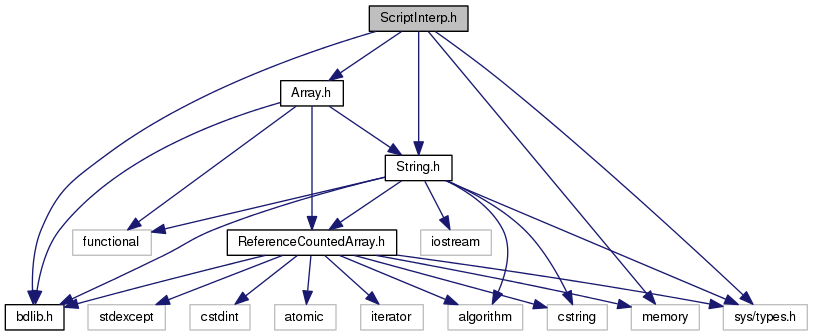 ScriptInterp.h
Array.h
String.h
functional
ReferenceCountedArray.h
iostream
bdlib.h
stdexcept
cstdint
atomic
iterator
algorithm
cstring
memory
sys/types.h